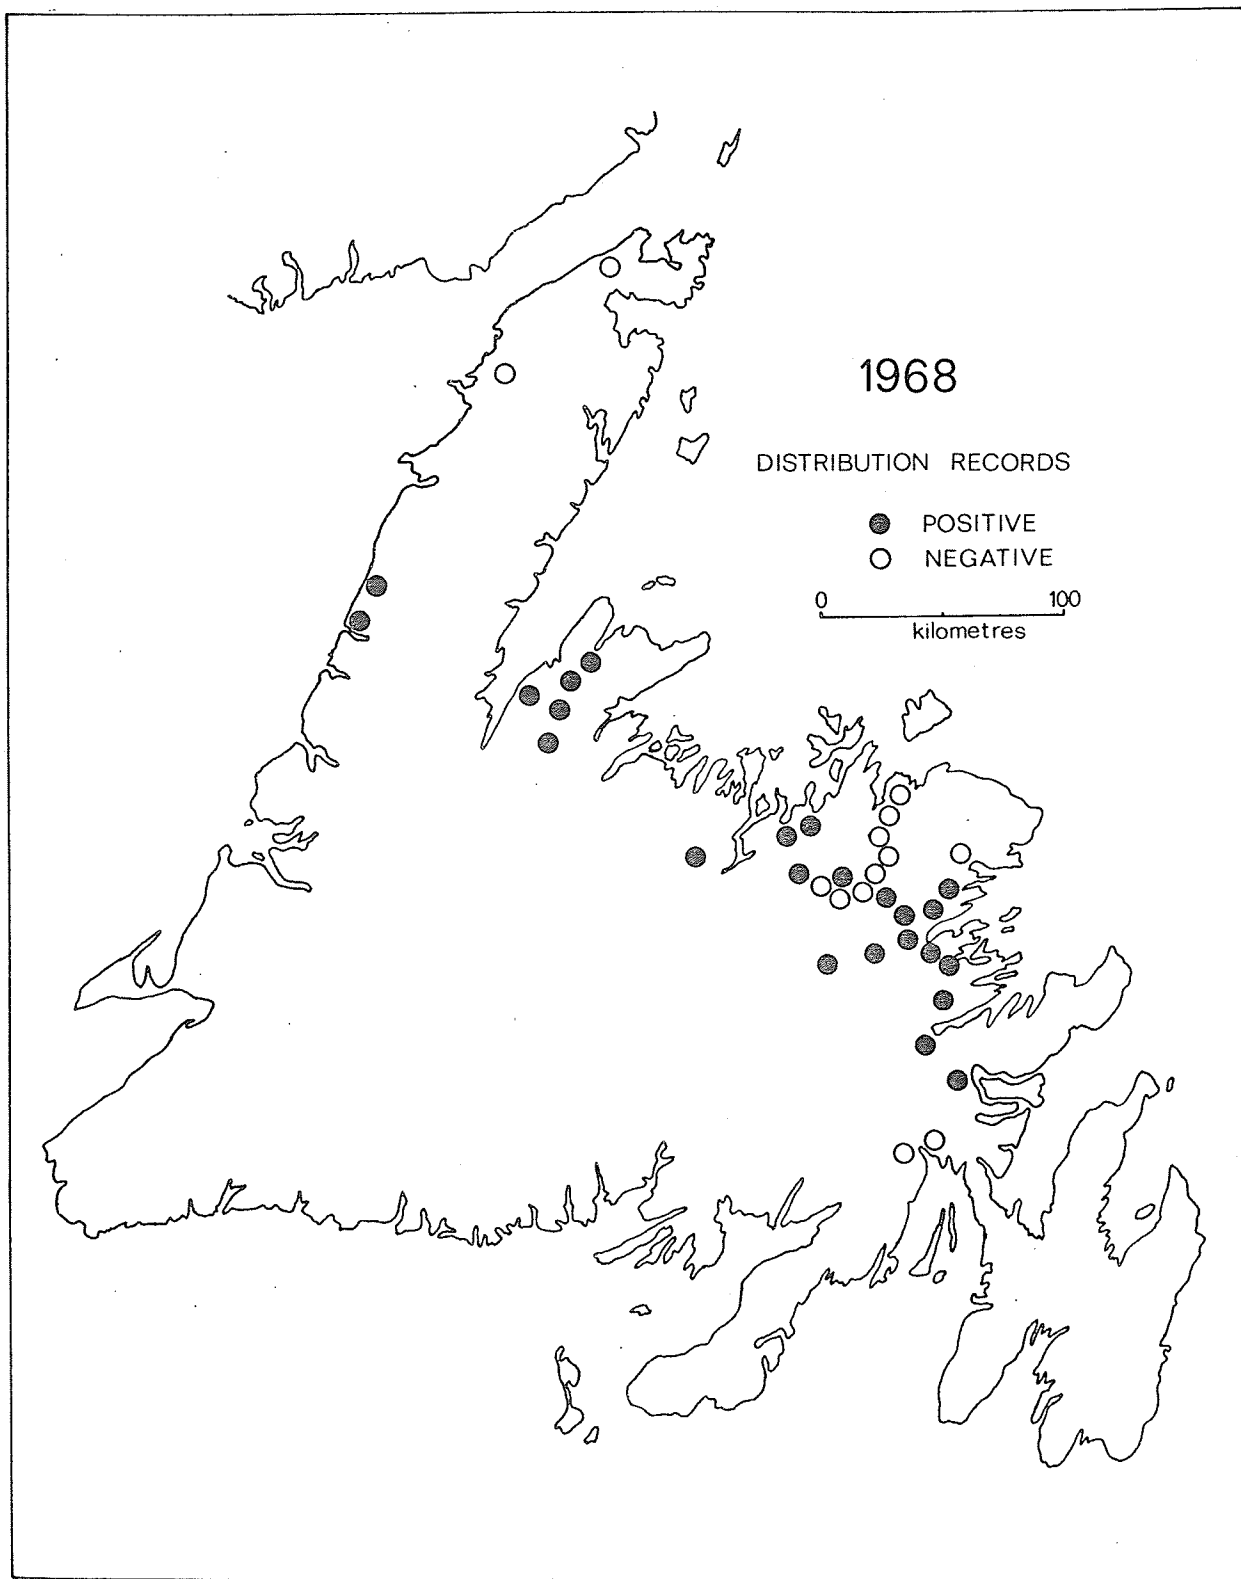 1968
DISTRIBUTION RECORDS
POSITIVE
NEGATIVE
0 100
kilometres